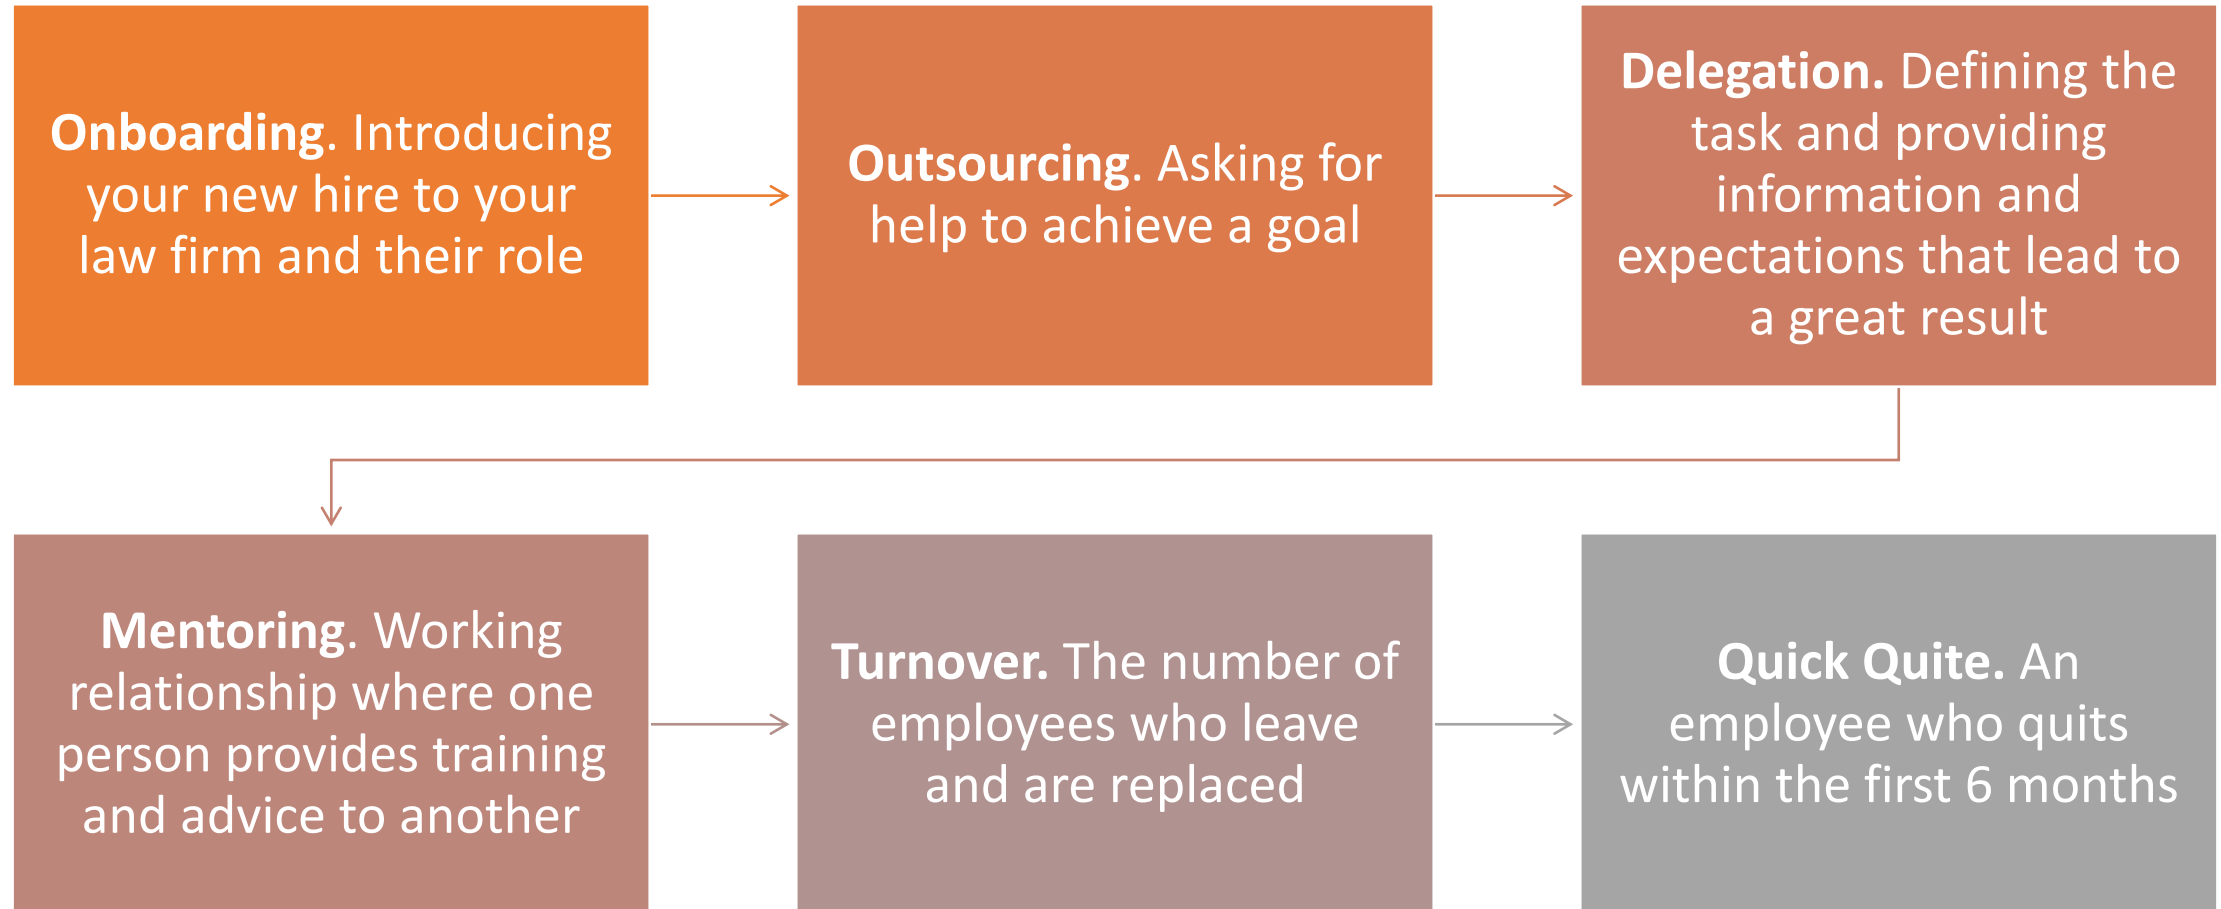 Onboarding. Introducing
your new hire to your
law firm and their role
Outsourcing. Asking for
help to achieve a goal
Delegation. Defining the
task and providing
information and
expectations that lead to
a great result
Mentoring. Working
relationship where one
person provides training
and advice to another
Turnover. The number of
employees who leave
and are replaced
Quick Quite. An
employee who quits
within the first 6 months